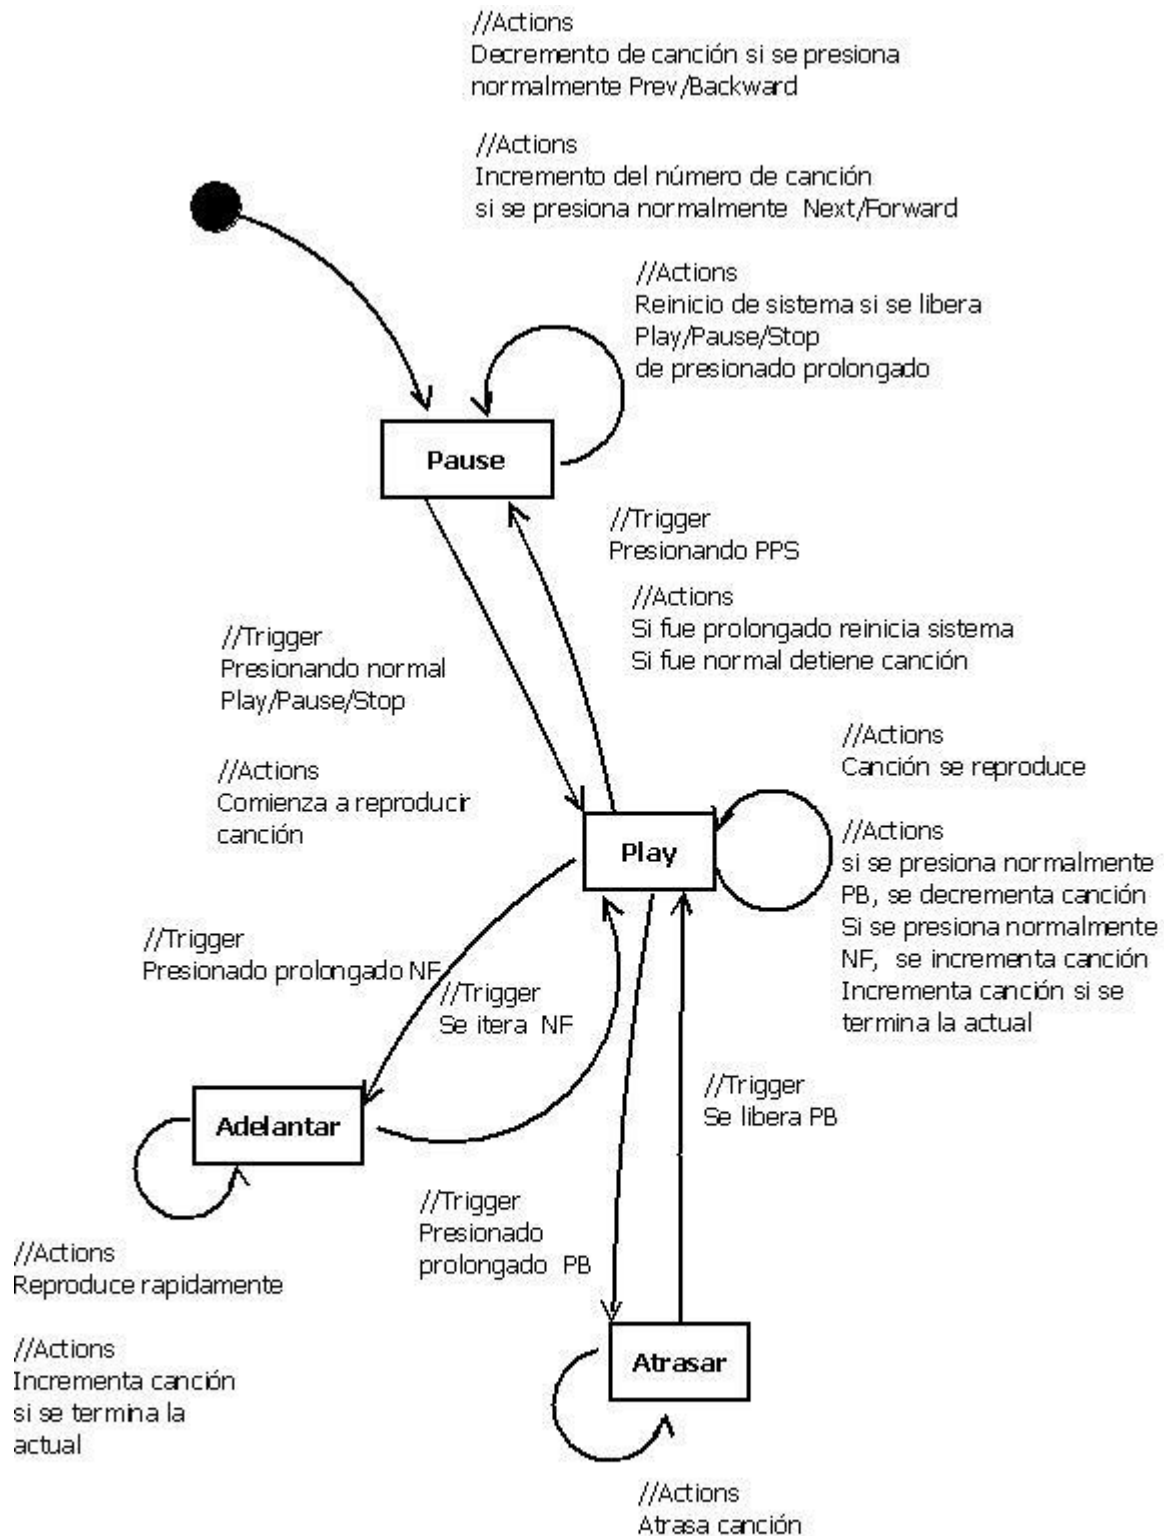 //Actions
Decremento de canción si se presiona
normalmente Prev/Backward
//Actions
Incremento del número de canción
si se presiona normalmente Next/Forward
//Actions
Reinicio de sistema si se libera
Play/Pause/Stop
de presionado prolongado
Pause
//Trigger
Presionando PPS
//Actions
Si fue prolongado reinicia sistema
Si fue normal detiene canción
//Trigger
Presionando normal
Play/Pause/Stop
//Actions
Comienza a reproducir
canción
//Actions
Canción se reproduce
//Actions
si se presiona normalmente
PB, se decrementa canción
Si se presiona normalmente
NF, se incrementa canción
Incrementa canción si se
termina la actual
Play
//Trigger
Presionado prolongado NF
//Trigger
Se itera NF
//Trigger
Se libera PB
Adelantar
//Trigger
Presionado
prolongado PB
//Actions
Reproduce rapidamente
//Actions
Incrementa canción
si se termina la
actual
Atrasar
//Actions
Atrasa canción